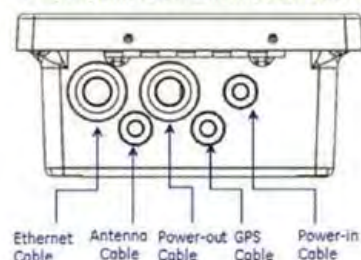 Ethernet Cable
Antenna Cable
Power-out Cable
GPS Cable
Power-in Cable